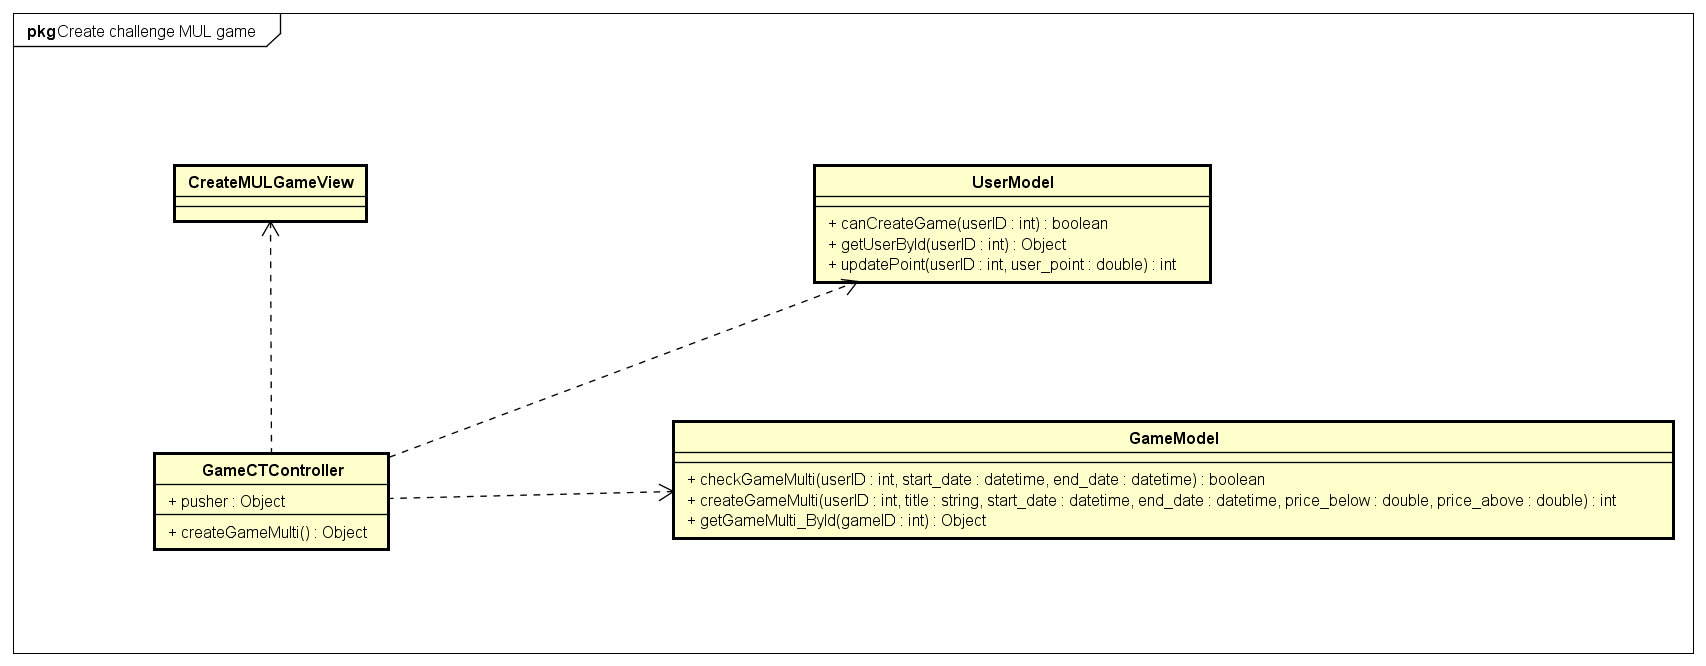 pkg Create challenge MUL game
CreateMULGameView
UserModel
+ canCreateGame(userID : int) : boolean
+ getUserById(userID : int) : Object
+ updatePoint(userID : int, user_point : double) : int
GameCTController
+ pusher : Object
+ createGameMulti() : Object
GameModel
+ checkGameMulti(userID : int, start_date : datetime, end_date : datetime) : boolean
+ createGameMulti(userID : int, title : string, start_date : datetime, end_date : datetime, price_below : double, price_above : double) : int
+ getGameMulti_ById(gameID : int) : Object